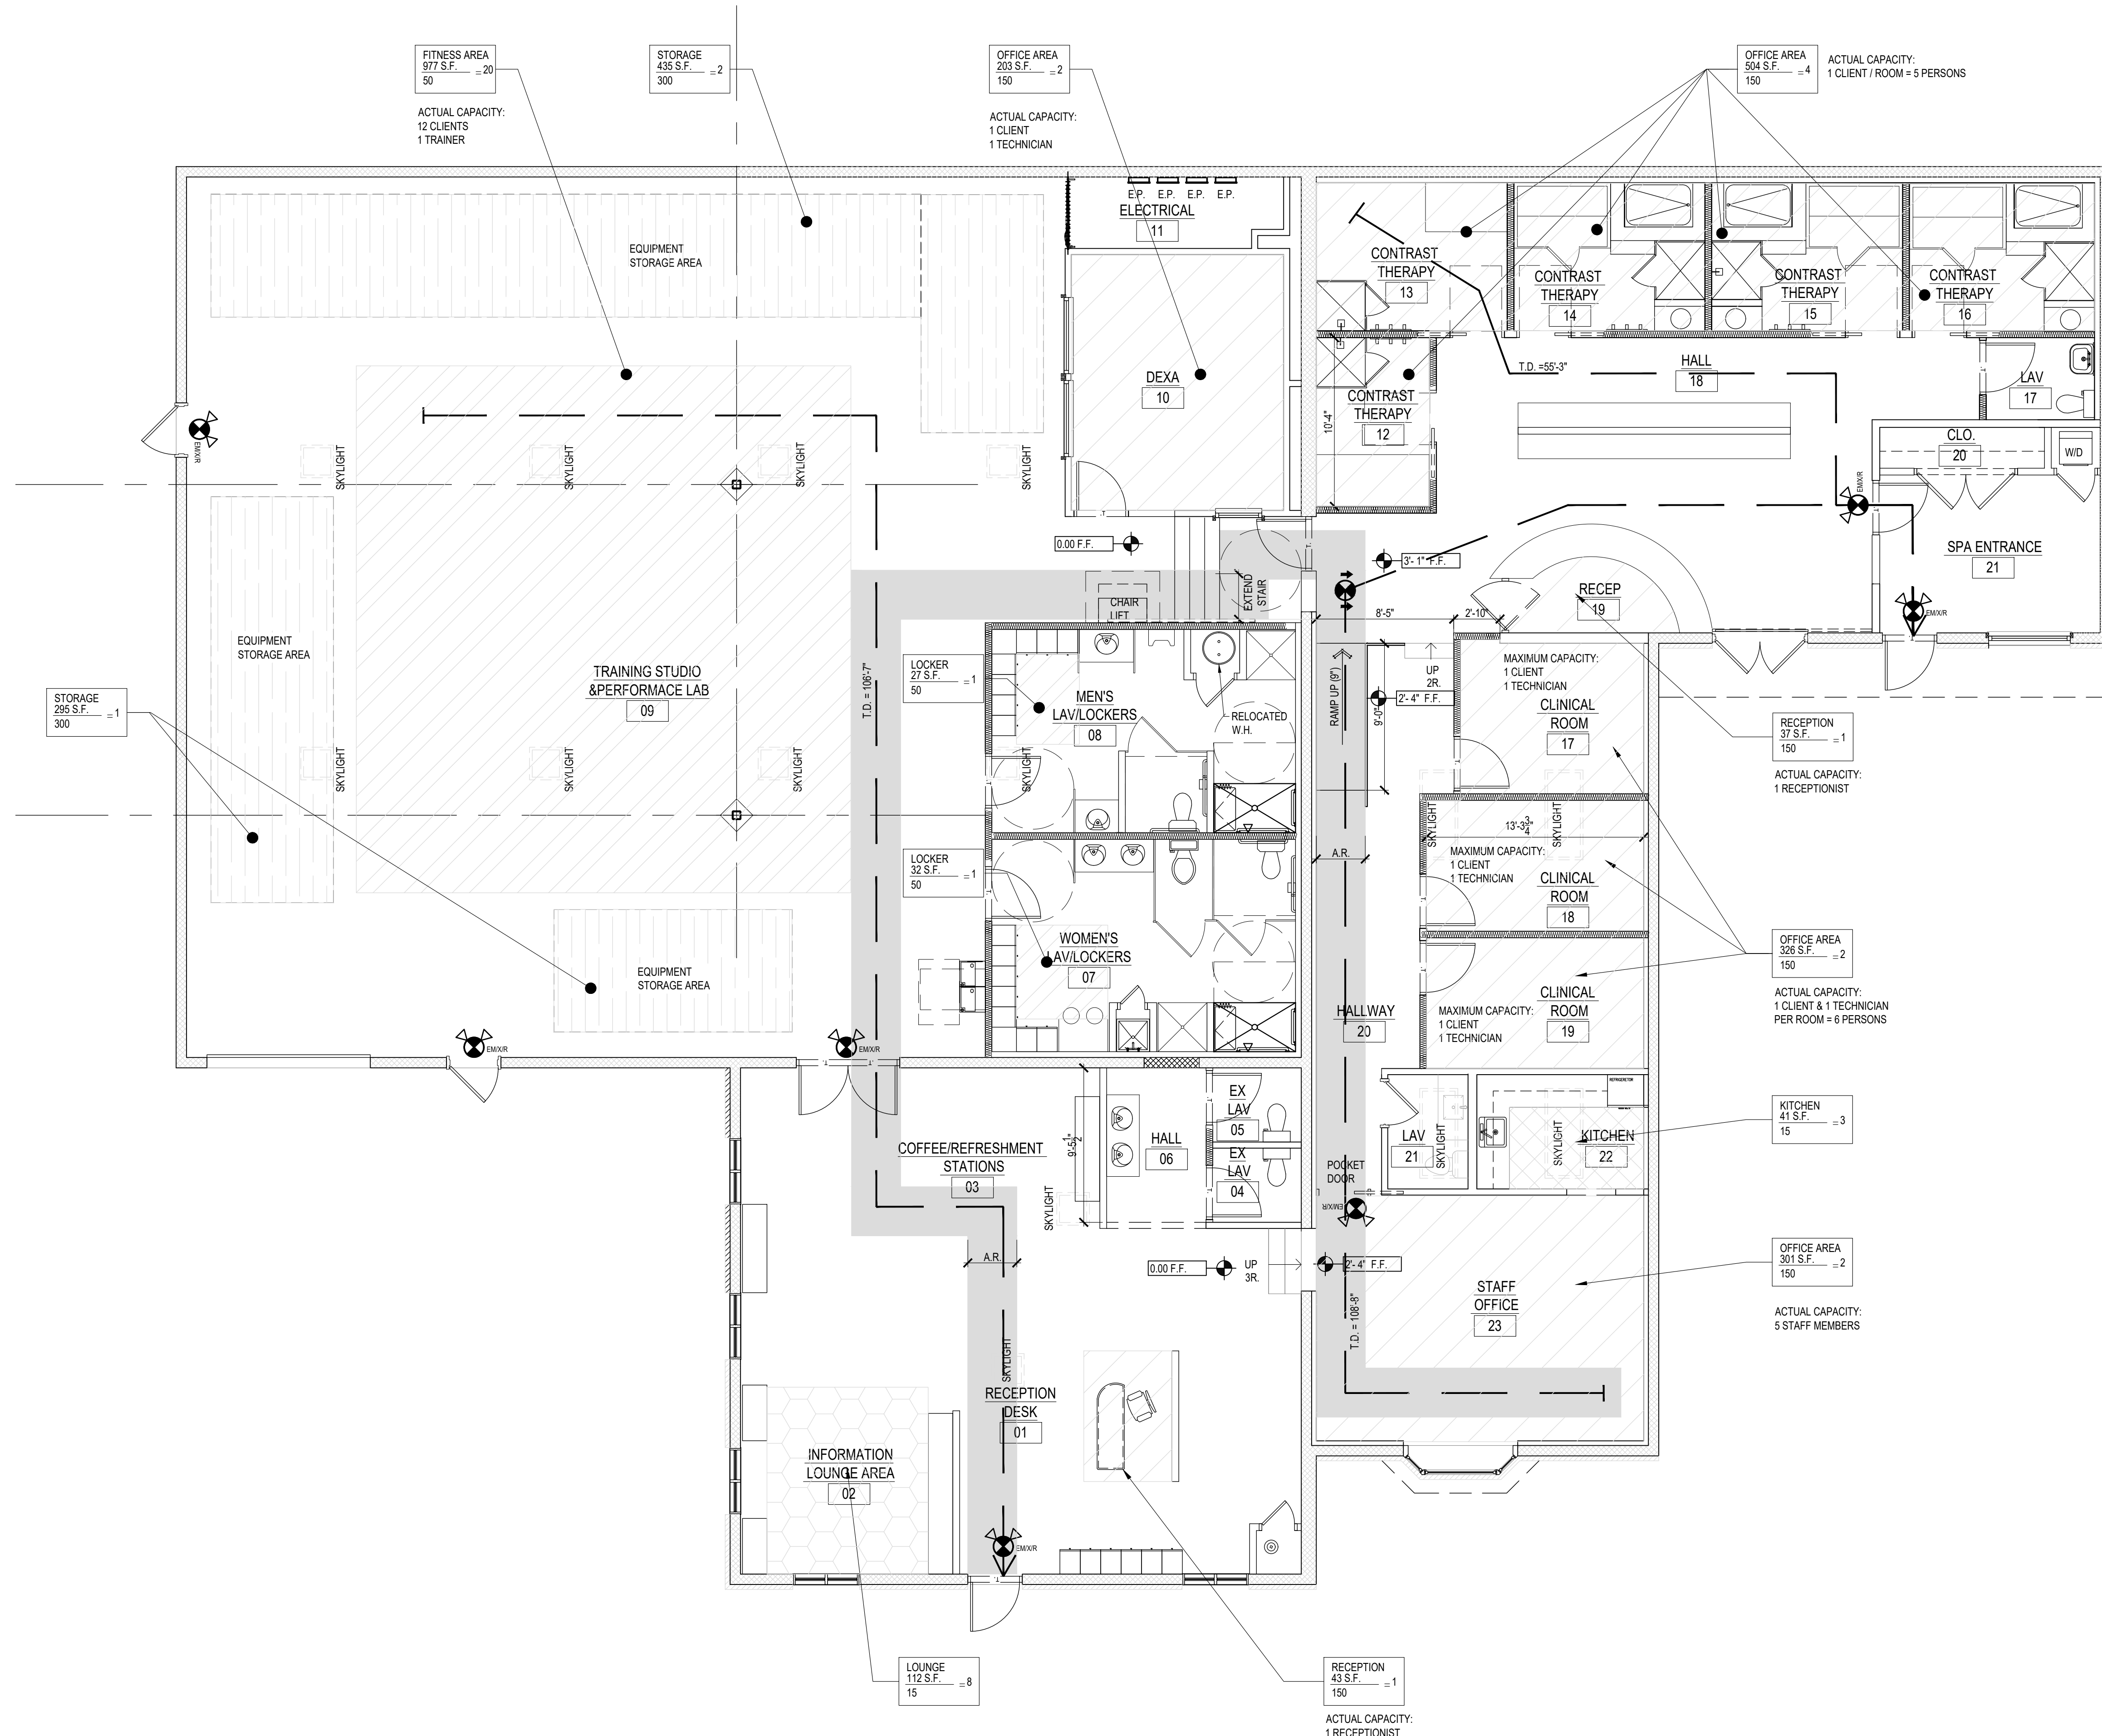 FITNESS AREA
977 S.F.
50
=20
ACTUAL CAPACITY:
12 CLIENTS
1 TRAINER
STORAGE
435 S.F.
300
=2
OFFICE AREA
203 S.F.
150
=2
ACTUAL CAPACITY:
1 CLIENT
1 TECHNICIAN
OFFICE AREA
504 S.F.
150
=4
ACTUAL CAPACITY:
1 CLIENT / ROOM = 5 PERSONS
EQUIPMENT
STORAGE AREA
E.P. E.P. E.P. E.P.
ELECTRICAL
11
CONTRAST
THERAPY
13
CONTRAST
THERAPY
14
CONTRAST
THERAPY
15
CONTRAST
THERAPY
16
T.D. =55'-3"
HALL
18
LAV
17
DEXA
10
CONTRAST
THERAPY
12
10'-4"
CLO.
20
W/D
EM/X/R
SKYLIGHT
SKYLIGHT
SKYLIGHT
SKYLIGHT
EM/X/R
SPA ENTRANCE
21
EM/X/R
0.00 F.F.
3'- 1" F.F.
CHAIR
LIFT
EXTEND
STAIR
RECEP
19
8'-5"
2'-10"
EQUIPMENT
STORAGE AREA
TRAINING STUDIO
&PERFORMACE LAB
09
T.D. = 106'-7"
LOCKER
27 S.F.
50
=1
MEN'S
LAV/LOCKERS
08
RELOCATED
W.H.
RAMP UP (9")
9'-0"
UP
2R.
2'- 4" F.F.
MAXIMUM CAPACITY:
1 CLIENT
1 TECHNICIAN
CLINICAL
ROOM
17
STORAGE
295 S.F.
300
=1
RECEPTION
37 S.F.
150
=1
ACTUAL CAPACITY:
1 RECEPTIONIST
SKYLIGHT
SKYLIGHT
SKYLIGHT
SKYLIGHT
SKYLIGHT
SKYLIGHT
13'-3 3/4"
A.R.
MAXIMUM CAPACITY:
1 CLIENT
1 TECHNICIAN
CLINICAL
ROOM
18
LOCKER
32 S.F.
50
=1
WOMEN'S
LAV/LOCKERS
07
EQUIPMENT
STORAGE AREA
OFFICE AREA
326 S.F.
150
=2
ACTUAL CAPACITY:
1 CLIENT & 1 TECHNICIAN
PER ROOM = 6 PERSONS
HALLWAY
20
MAXIMUM CAPACITY:
1 CLIENT
1 TECHNICIAN
CLINICAL
ROOM
19
EM/X/R
EM/X/R
REFRIGERETOR
KITCHEN
41 S.F.
15
=3
COFFEE/REFRESHMENT
STATIONS
03
9'-5 1/2"
HALL
06
EX
LAV
05
EX
LAV
04
LAV
21
SKYLIGHT
SKYLIGHT
KITCHEN
22
POCKET
DOOR
SKYLIGHT
EM/X/R
A.R.
0.00 F.F.
UP
3R.
2'- 4" F.F.
T.D. = 108'-8"
STAFF
OFFICE
23
OFFICE AREA
301 S.F.
150
=2
ACTUAL CAPACITY:
5 STAFF MEMBERS
SKYLIGHT
RECEPTION
DESK
01
INFORMATION
LOUNGE AREA
02
EM/X/R
LOUNGE
112 S.F.
15
=8
RECEPTION
43 S.F.
150
=1
ACTUAL CAPACITY:
1 RECEPTIONIST